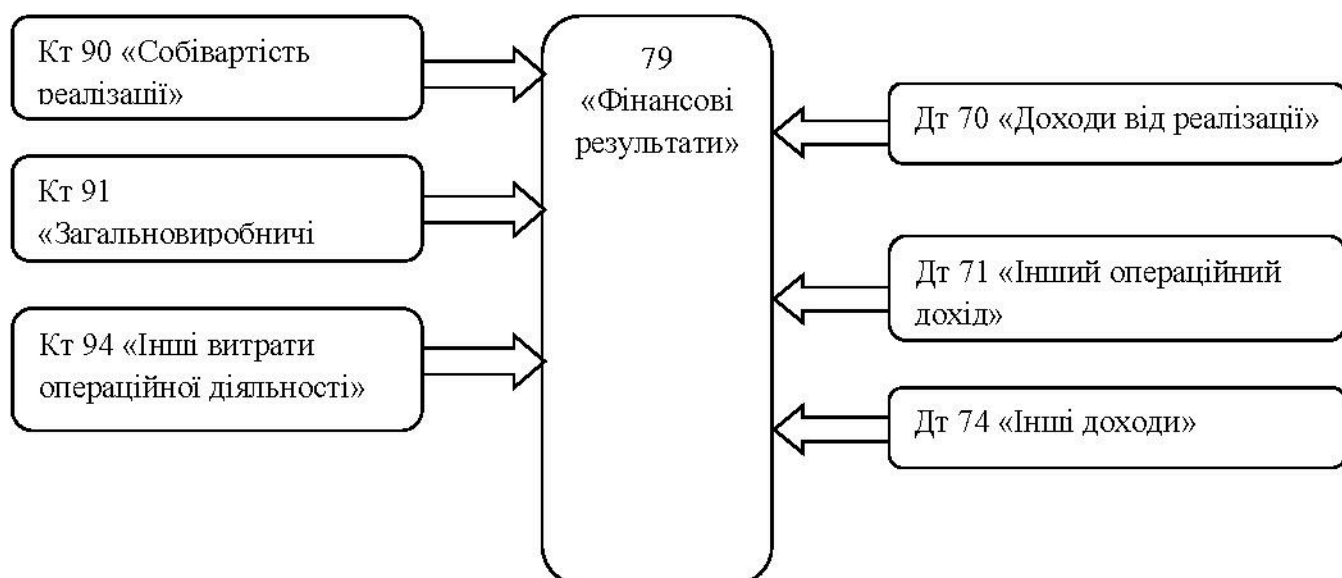 Кт 90 «Собівартість
реалізації»
Кт 91
«Загальновиробничі
Кт 94 «Інші витрати
операційної діяльності»
79
«Фінансові
результати»
Дт 70 «Доходи від реалізації»
Дт 71 «Інший операційний
дохід»
Дт 74 «Інші доходи»